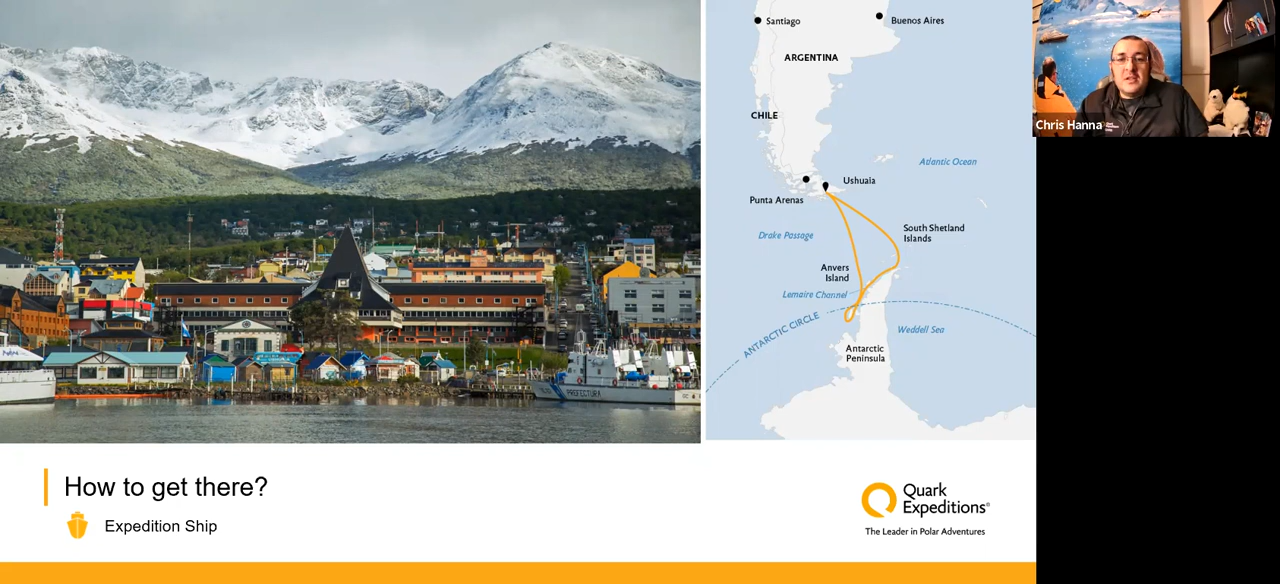 Santiago
Buenos Aires
ARGENTINA
CHILE
Atlantic Ocean
Ushuaia
Punta Arenas
South Shetland
Islands
Drake Passage
Anvers
Island
Lemaire Channel
ANTARCTIC CIRCLE
Weddell Sea
Antarctic
Peninsula
PREFECTURA
Chris Hanna
How to get there?
Expedition Ship
Quark
Expeditions®
The Leader in Polar Adventures